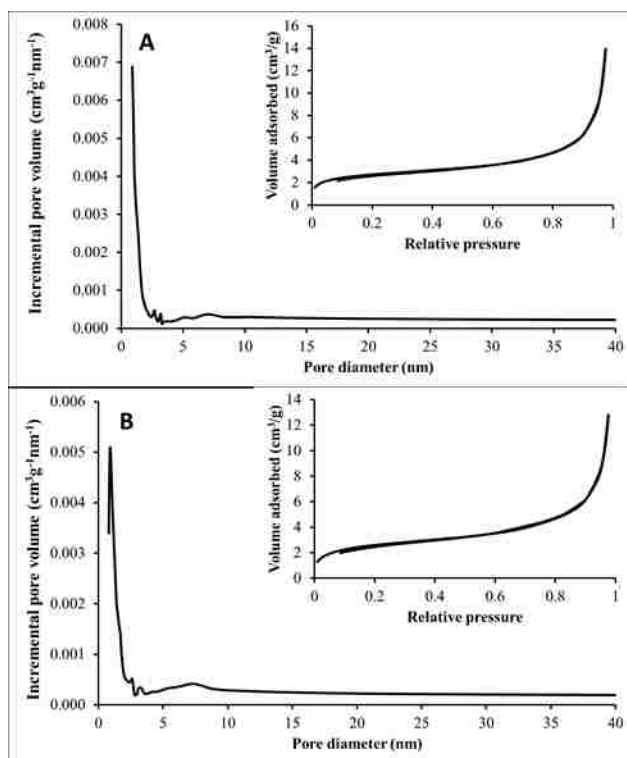 A
Incremental pore volume (cm³g⁻¹nm⁻¹)
0.008
0.007
0.006
0.005
0.004
0.003
0.002
0.001
0.000
0 5 10 15 20 25 30 35 40
Pore diameter (nm)
Volume adsorbed (cm³/g)
16
14
12
10
8
6
4
2
0
0 0.2 0.4 0.6 0.8 1
Relative pressure
B
Incremental pore volume (cm³g⁻¹nm⁻¹)
0.006
0.005
0.004
0.003
0.002
0.001
0.000
0 5 10 15 20 25 30 35 40
Pore diameter (nm)
Volume adsorbed (cm³/g)
14
12
10
8
6
4
2
0
0 0.2 0.4 0.6 0.8 1
Relative pressure